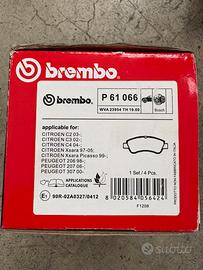 brembo
brembo
P 61 066
WVA 23954 TH 19.00
Bosch
applicable for:
CITROEN C2 03-;
CITROEN C3 02-;
CITROEN C4 04-;
CITROEN Xsara 97-05;
CITROEN Xsara Picasso 99-;
PEUGEOT 206 98-;
PEUGEOT 207 06-;
PEUGEOT 307 00-;
1 Set / 4 Pcs.
E1
90R-02A0327/0412
F1208
8 020584 056424
Subito